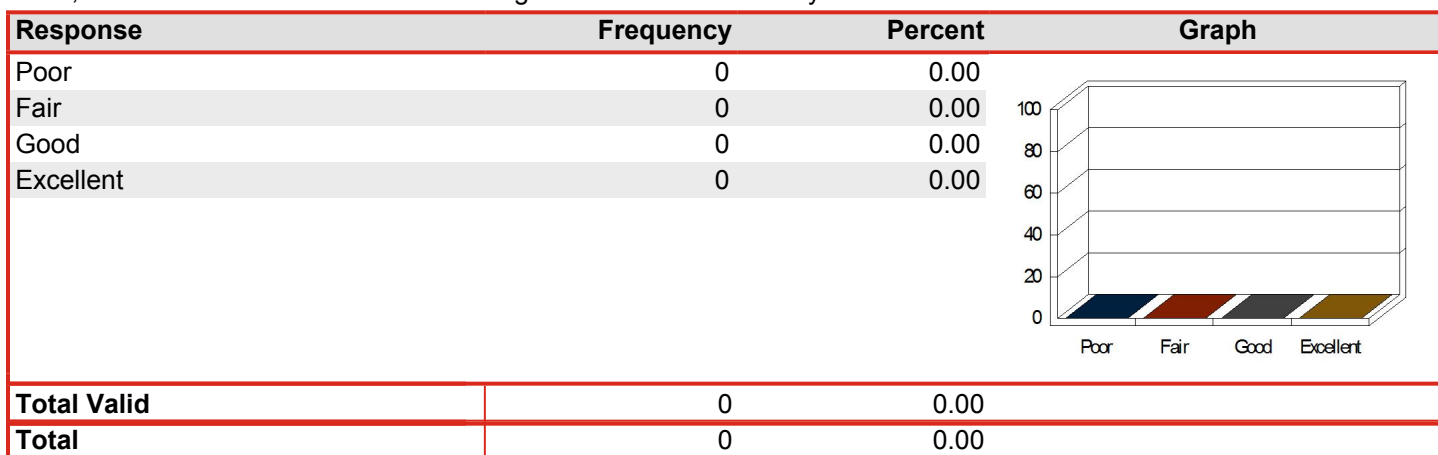 Response Frequency Percent Graph
Poor 0 0.00
Fair 0 0.00
Good 0 0.00
Excellent 0 0.00
100
80
60
40
20
0
Poor Fair Good Excellent
Total Valid 0 0.00
Total 0 0.00